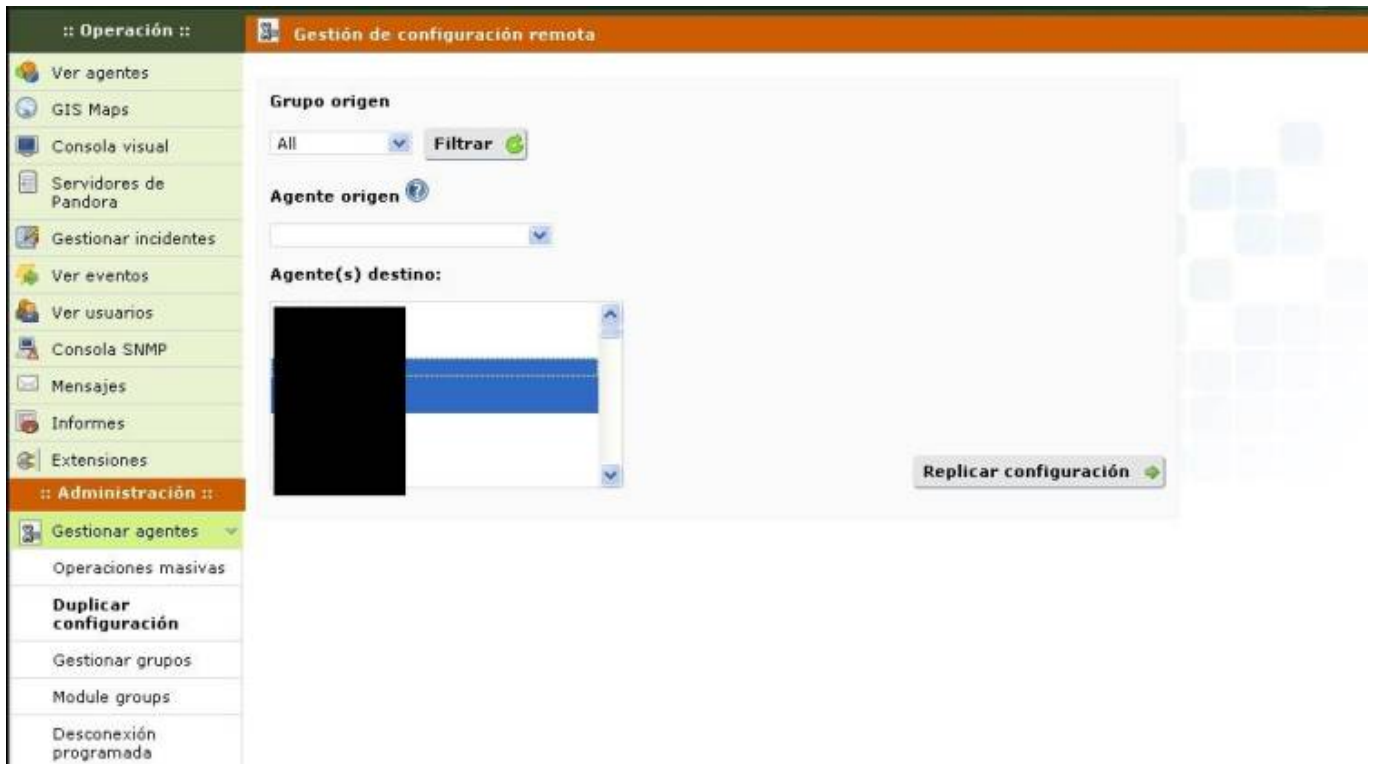 :: Operación ::
Gestión de configuración remota
Ver agentes
GIS Maps
Consola visual
Servidores de
Pandora
Gestionar incidentes
Ver eventos
Ver usuarios
Consola SNMP
Mensajes
Informes
Extensiones
:: Administración ::
Gestionar agentes
Operaciones masivas
Duplicar
configuración
Gestionar grupos
Module groups
Desconexión
programada
Grupo origen
All
Filtrar
Agente origen
Agente(s) destino:
Replicar configuración